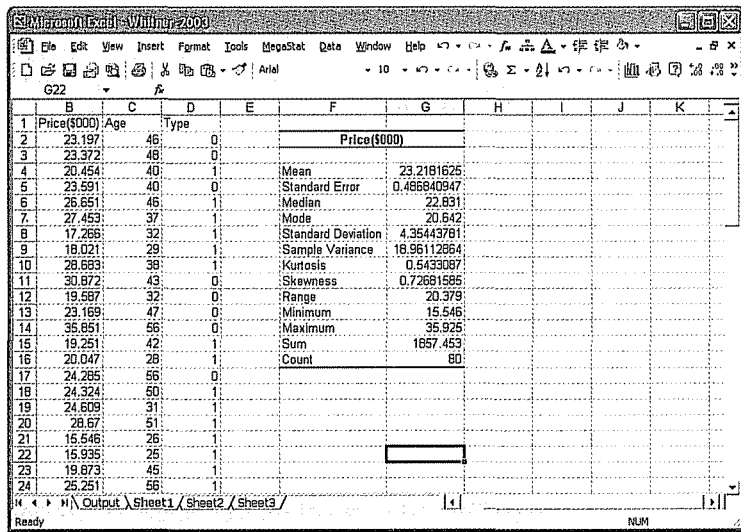 Microsoft Excel - Whitner-2003
File Edit View Insert Format Tools MegaStat Data Window Help
Arial 10
G22 fx
B C D E F G H I J K
1 Price($000) Age Type
2 23.197 46 0 Price($000)
3 23.372 48 0
4 20.454 40 1 Mean 23.2181625
5 23.591 40 0 Standard Error 0.486840947
6 26.651 46 1 Median 22.831
7 27.453 37 1 Mode 20.642
8 17.266 32 1 Standard Deviation 4.35443781
9 18.021 29 1 Sample Variance 18.96112864
10 28.683 38 1 Kurtosis 0.5433087
11 30.872 43 0 Skewness 0.72681585
12 19.587 32 0 Range 20.379
13 23.169 47 0 Minimum 15.546
14 35.851 56 0 Maximum 35.925
15 19.251 42 1 Sum 1857.453
16 20.047 28 1 Count 80
17 24.285 56 0
18 24.324 50 1
19 24.609 31 1
20 28.67 51 1
21 15.546 26 1
22 15.935 25 1
23 19.873 45 1
24 25.251 56 1
Output Sheet1 Sheet2 Sheet3
Ready NUM